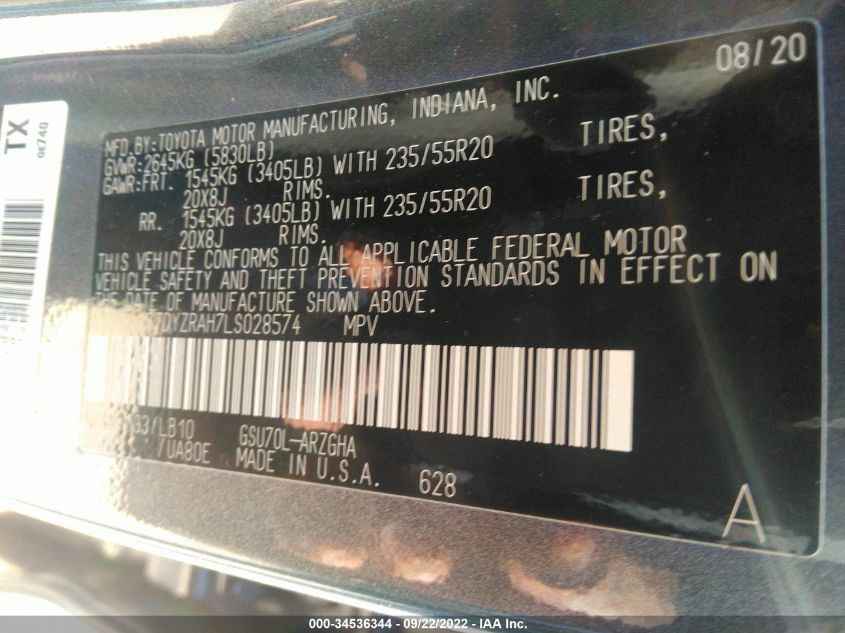 08/20
TX
0E740
MFD.BY:TOYOTA MOTOR MANUFACTURING, INDIANA, INC.
GVWR:2645KG (5830LB)
GAWR:FRT. 1545KG (3405LB) WITH 235/55R20 TIRES,
20X8J RIMS.
RR. 1545KG (3405LB) WITH 235/55R20 TIRES,
20X8J RIMS.
THIS VEHICLE CONFORMS TO ALL APPLICABLE FEDERAL MOTOR
VEHICLE SAFETY AND THEFT PREVENTION STANDARDS IN EFFECT ON
THE DATE OF MANUFACTURE SHOWN ABOVE.
DYZRAH7LS028574 MPV
/LB10 GSU70L-ARZGHA
/UA80E MADE IN U.S.A. 628
A
000-34536344 - 09/22/2022 - IAA Inc.